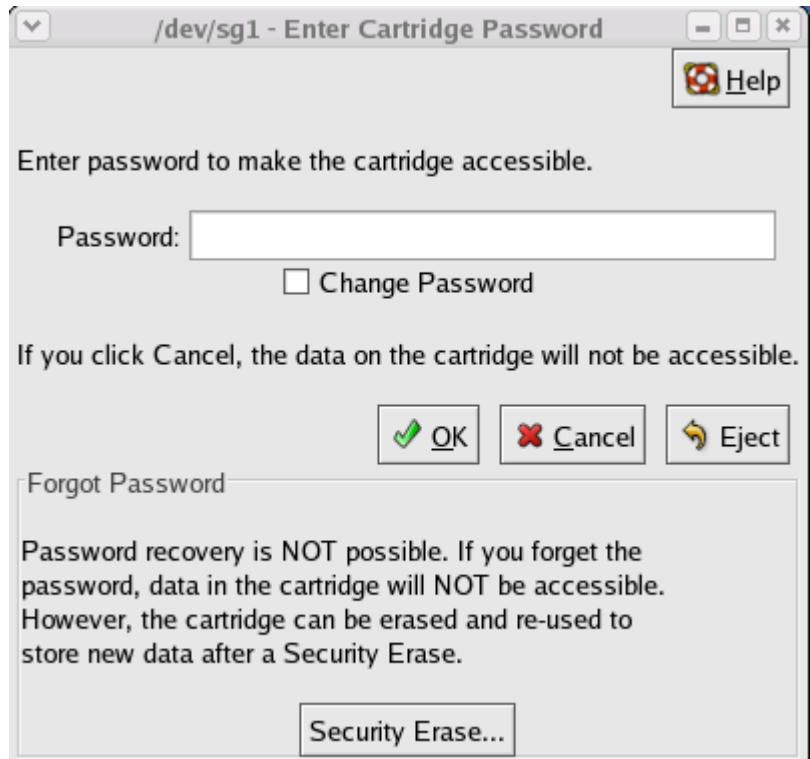 /dev/sg1 - Enter Cartridge Password
Help
Enter password to make the cartridge accessible.
Password:
Change Password
If you click Cancel, the data on the cartridge will not be accessible.
OK Cancel Eject
Forgot Password
Password recovery is NOT possible. If you forget the
password, data in the cartridge will NOT be accessible.
However, the cartridge can be erased and re-used to
store new data after a Security Erase.
Security Erase...